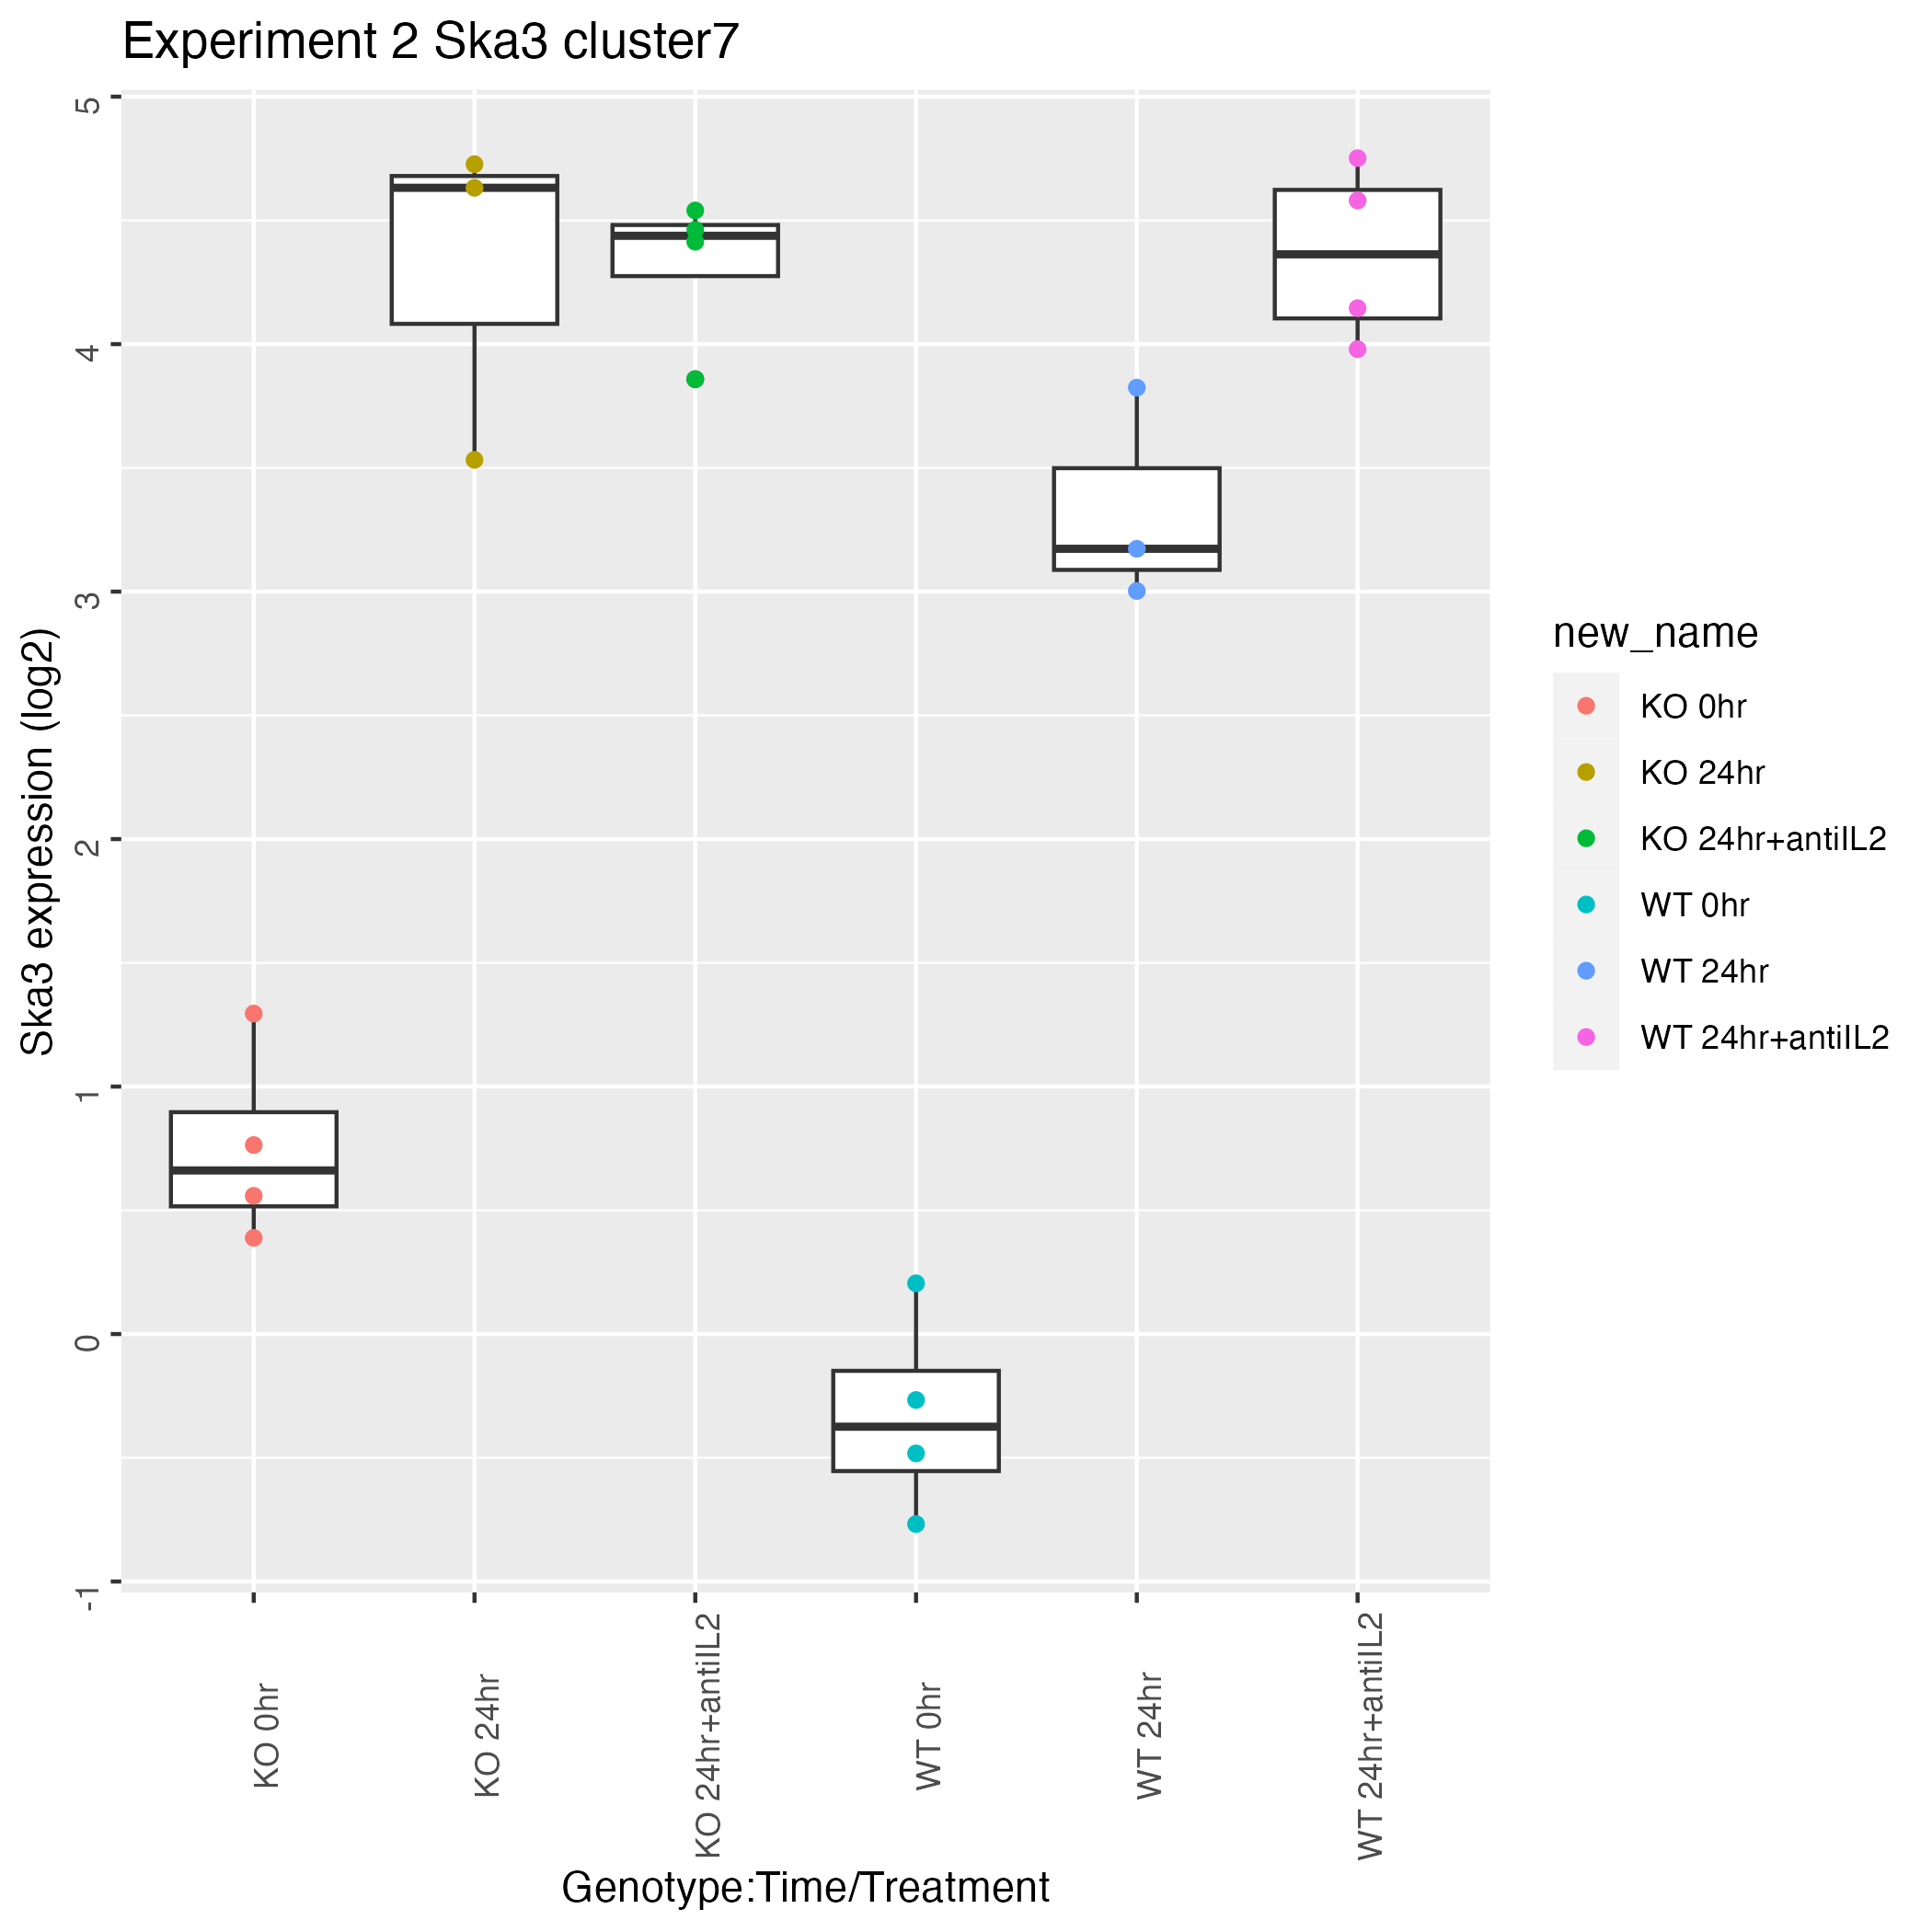 Experiment 2 Ska3 cluster7
Ska3 expression (log2)
5
4
3
2
1
0
-1
KO 0hr
KO 24hr
KO 24hr+antiIL2
WT 0hr
WT 24hr
WT 24hr+antiIL2
Genotype:Time/Treatment
new_name
KO 0hr
KO 24hr
KO 24hr+antiIL2
WT 0hr
WT 24hr
WT 24hr+antiIL2